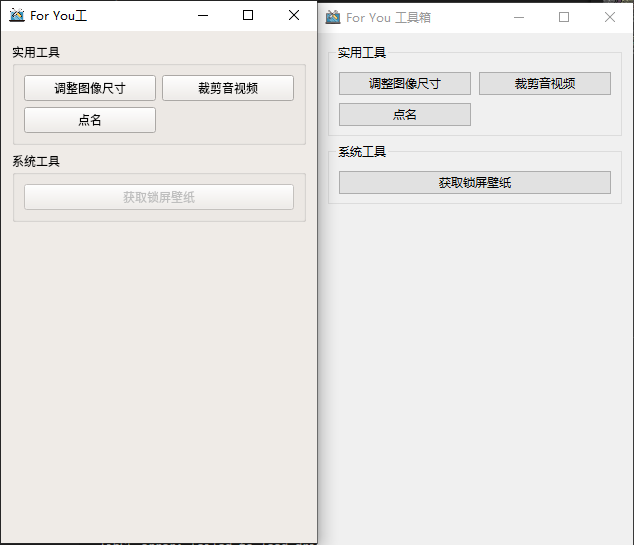 For You工
实用工具
调整图像尺寸 裁剪音视频
点名
系统工具
获取锁屏壁纸
For You 工具箱
实用工具
调整图像尺寸 裁剪音视频
点名
系统工具
获取锁屏壁纸